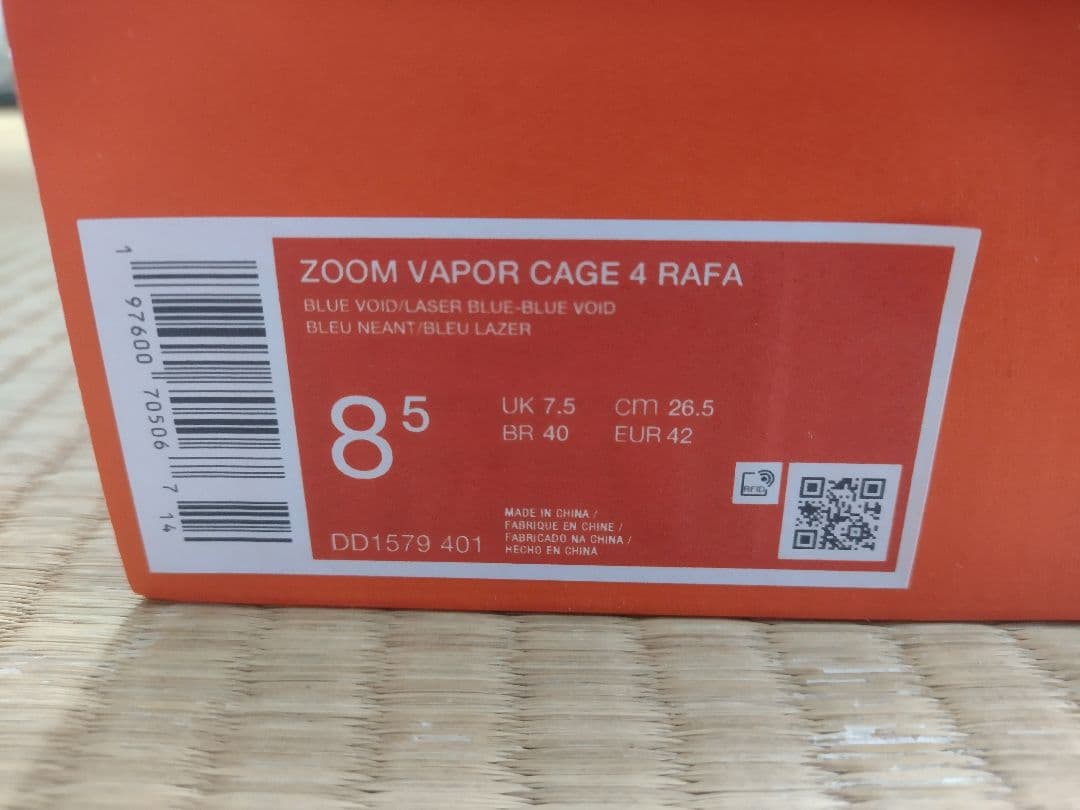 ZOOM VAPOR CAGE 4 RAFA
BLUE VOID/LASER BLUE-BLUE VOID
BLEU NEANT/BLEU LAZER
8 5
UK 7.5 cm 26.5
BR 40 EUR 42
RFID
DD1579 401
MADE IN CHINA /
FABRIQUE EN CHINE /
FABRICADO NA CHINA /
HECHO EN CHINA
1 97600 70506 7 14